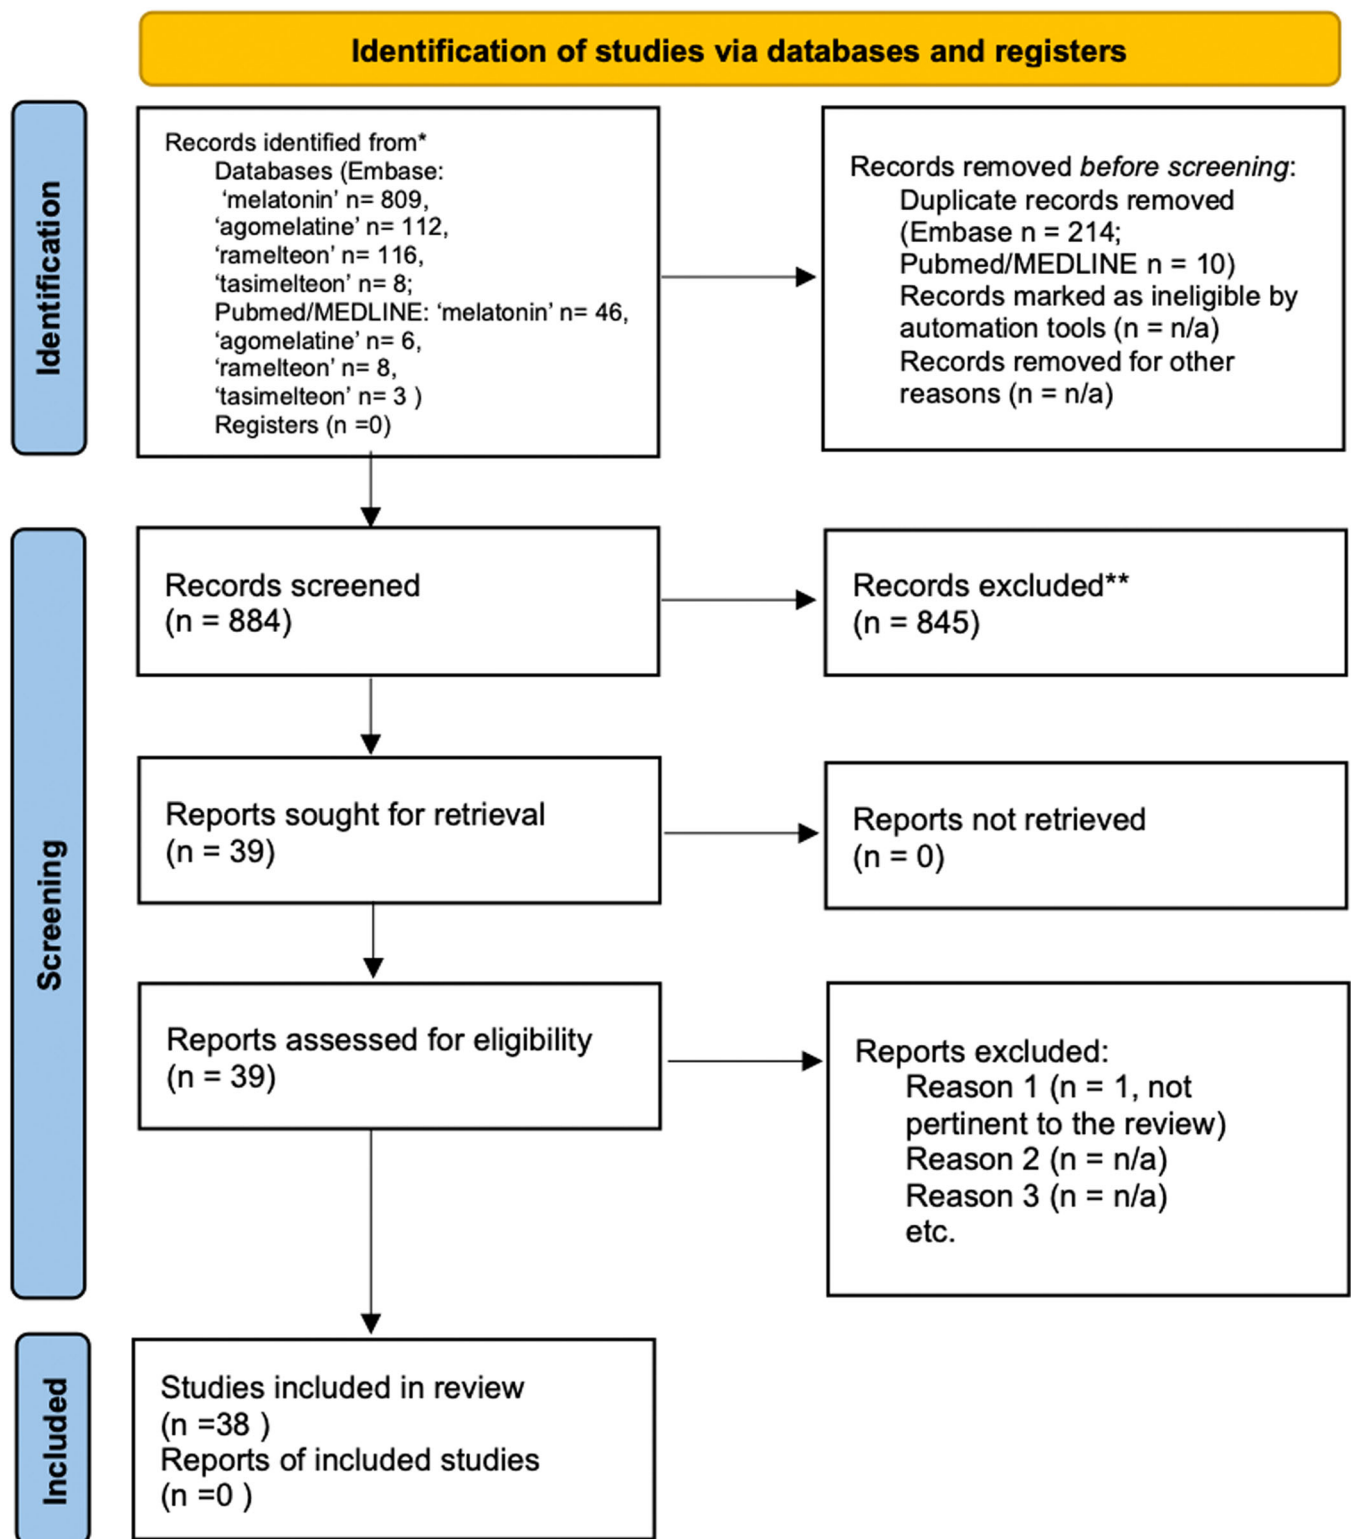 Identification of studies via databases and registers
Identification
Records identified from*
Databases (Embase:
‘melatonin’ n= 809,
‘agomelatine’ n= 112,
‘ramelteon’ n= 116,
‘tasimelteon’ n= 8;
Pubmed/MEDLINE: ‘melatonin’ n= 46,
‘agomelatine’ n= 6,
‘ramelteon’ n= 8,
‘tasimelteon’ n= 3 )
Registers (n =0)
Records removed before screening:
Duplicate records removed
(Embase n = 214;
Pubmed/MEDLINE n = 10)
Records marked as ineligible by
automation tools (n = n/a)
Records removed for other
reasons (n = n/a)
Screening
Records screened
(n = 884)
Records excluded**
(n = 845)
Reports sought for retrieval
(n = 39)
Reports not retrieved
(n = 0)
Reports assessed for eligibility
(n = 39)
Reports excluded:
Reason 1 (n = 1, not
pertinent to the review)
Reason 2 (n = n/a)
Reason 3 (n = n/a)
etc.
Included
Studies included in review
(n =38 )
Reports of included studies
(n =0 )